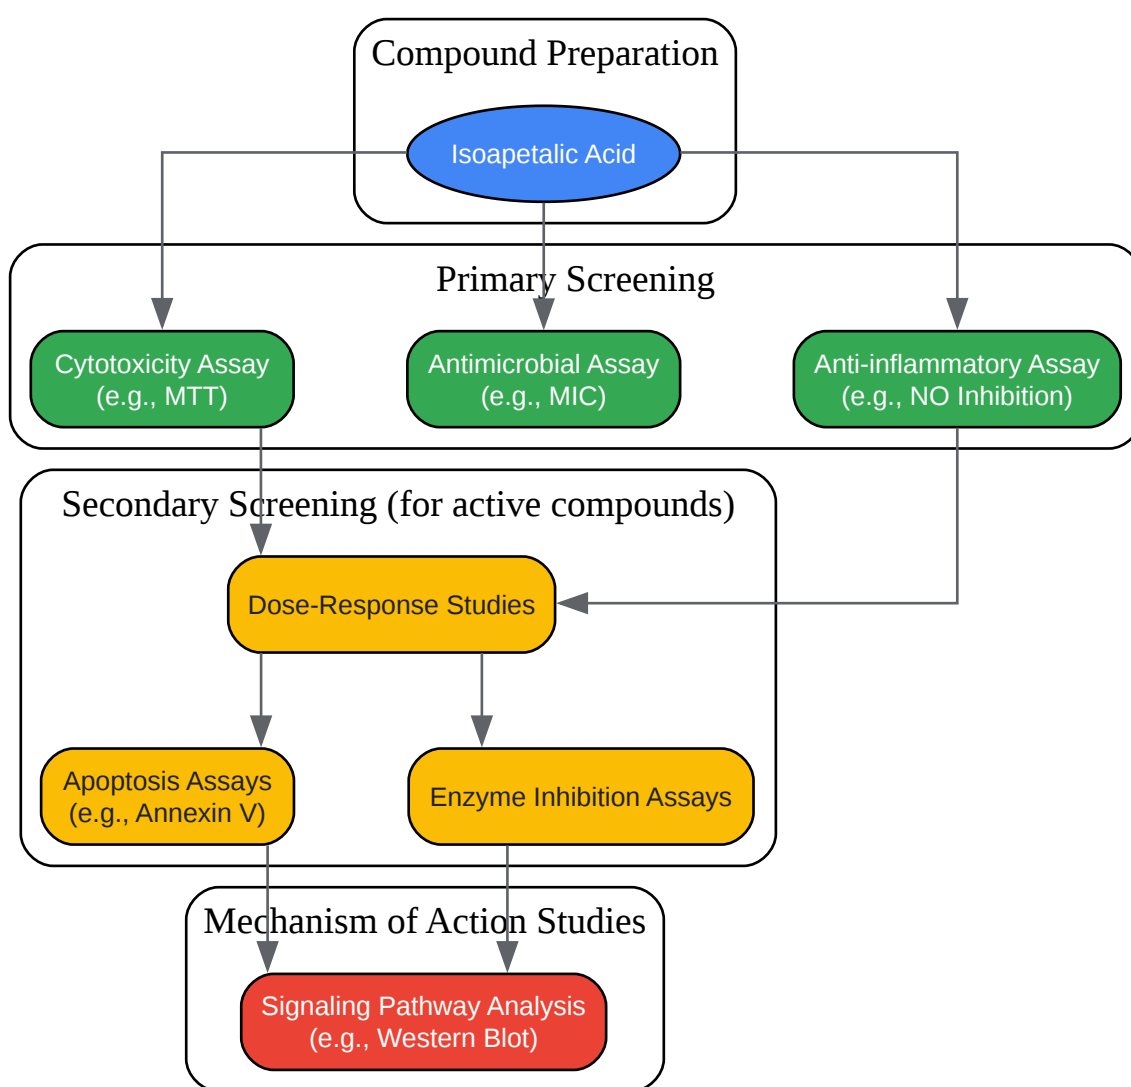 Compound Preparation
Isoapetalic Acid
Primary Screening
Cytotoxicity Assay
(e.g., MTT)
Antimicrobial Assay
(e.g., MIC)
Anti-inflammatory Assay
(e.g., NO Inhibition)
Secondary Screening (for active compounds)
Dose-Response Studies
Apoptosis Assays
(e.g., Annexin V)
Enzyme Inhibition Assays
Mechanism of Action Studies
Signaling Pathway Analysis
(e.g., Western Blot)